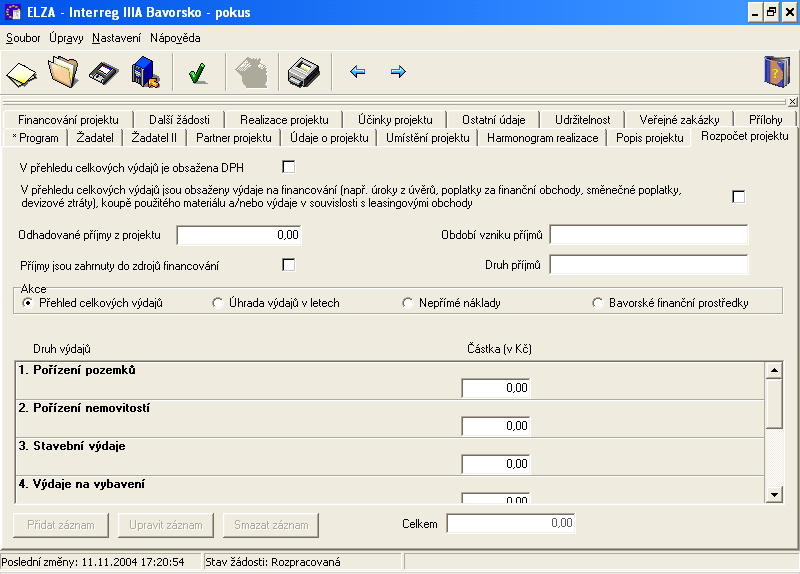 ELZA - Interreg IIIA Bavorsko - pokus
Soubor Úpravy Nastavení Nápověda
Financování projektu Další žádosti Realizace projektu Účinky projektu Ostatní údaje Udržitelnost Veřejné zakázky Přílohy
* Program Žadatel Žadatel II Partner projektu Údaje o projektu Umístění projektu Harmonogram realizace Popis projektu Rozpočet projektu
V přehledu celkových výdajů je obsažena DPH
V přehledu celkových výdajů jsou obsaženy výdaje na financování (např. úroky z úvěrů, poplatky za finanční obchody, směnečné poplatky,
devizové ztráty), koupě použitého materiálu a/nebo výdaje v souvislosti s leasingovými obchody
Odhadované příjmy z projektu 0,00 Období vzniku příjmů
Příjmy jsou zahrnuty do zdrojů financování Druh příjmů
Akce
Přehled celkových výdajů Úhrada výdajů v letech Nepřímé náklady Bavorské finanční prostředky
Druh výdajů Částka (v Kč)
1. Pořízení pozemků
0,00
2. Pořízení nemovitostí
0,00
3. Stavební výdaje
0,00
4. Výdaje na vybavení
0,00
Přidat záznam Upravit záznam Smazat záznam Celkem 0,00
Poslední změny: 11.11.2004 17:20:54 Stav žádosti: Rozpracovaná